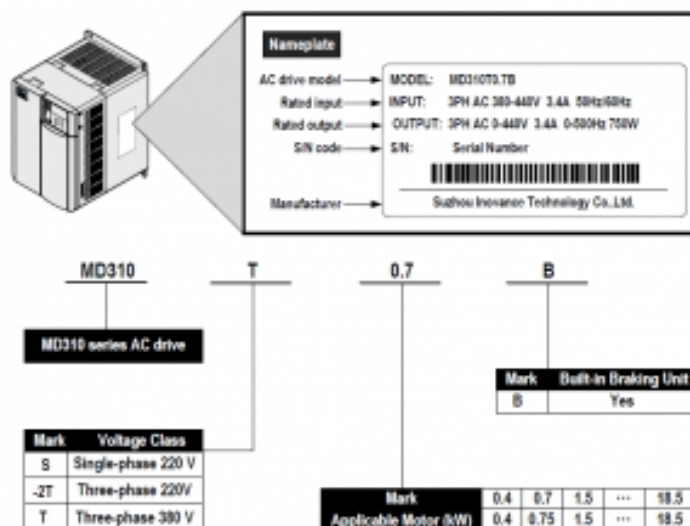 Nameplate
AC drive model MODEL: MD310T0.7B
Rated input INPUT: 3PH AC 380-440V 3.4A 50Hz/60Hz
Rated output OUTPUT: 3PH AC 0-440V 3.4A 0-500Hz 750W
S/N code S/N: Serial Number
Manufacturer Suzhou Inovance Technology Co.,Ltd.
MD310 T 0.7 B
MD310 series AC drive
Mark Built-in Braking Unit
B Yes
Mark Voltage Class
S Single-phase 220 V
-2T Three-phase 220V
T Three-phase 380 V
Mark 0.4 0.7 1.5 ... 18.5
Applicable Motor (kW) 0.4 0.75 1.5 ... 18.5